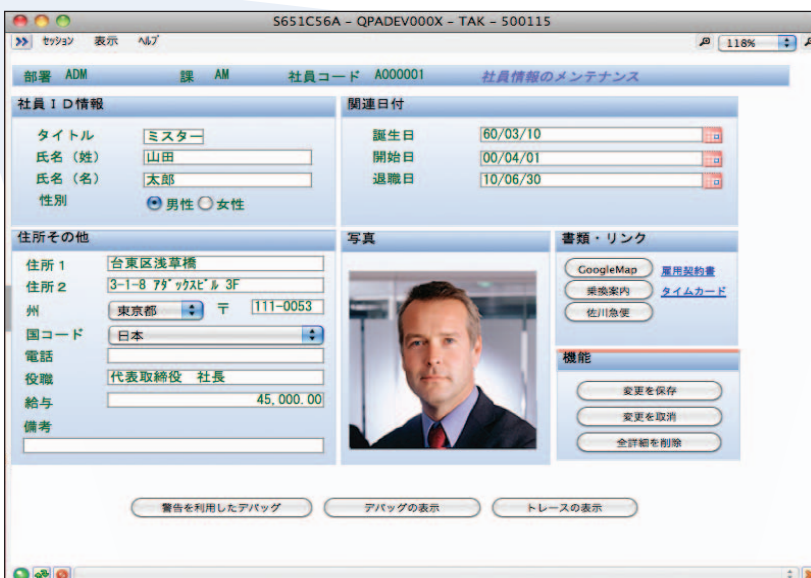 S651C56A – QPADEV000X – TAK – 500115
セッション 表示 ヘルプ 118%
部署 ADM 課 AM 社員コード A000001 社員情報のメンテナンス
社員ID情報
タイトル ミスター
氏名(姓) 山田
氏名(名) 太郎
性別 男性 女性
関連日付
誕生日 60/03/10
開始日 00/04/01
退職日 10/06/30
住所その他
住所1 台東区浅草橋
住所2 3-1-8 アダックスビル 3F
州 東京都 〒 111-0053
国コード 日本
電話
役職 代表取締役 社長
給与 45,000.00
備考
写真
書類・リンク
GoogleMap 雇用契約書
乗換案内 タイムカード
佐川急便
機能
変更を保存
変更を取消
全詳細を削除
警告を利用したデバッグ デバッグの表示 トレースの表示